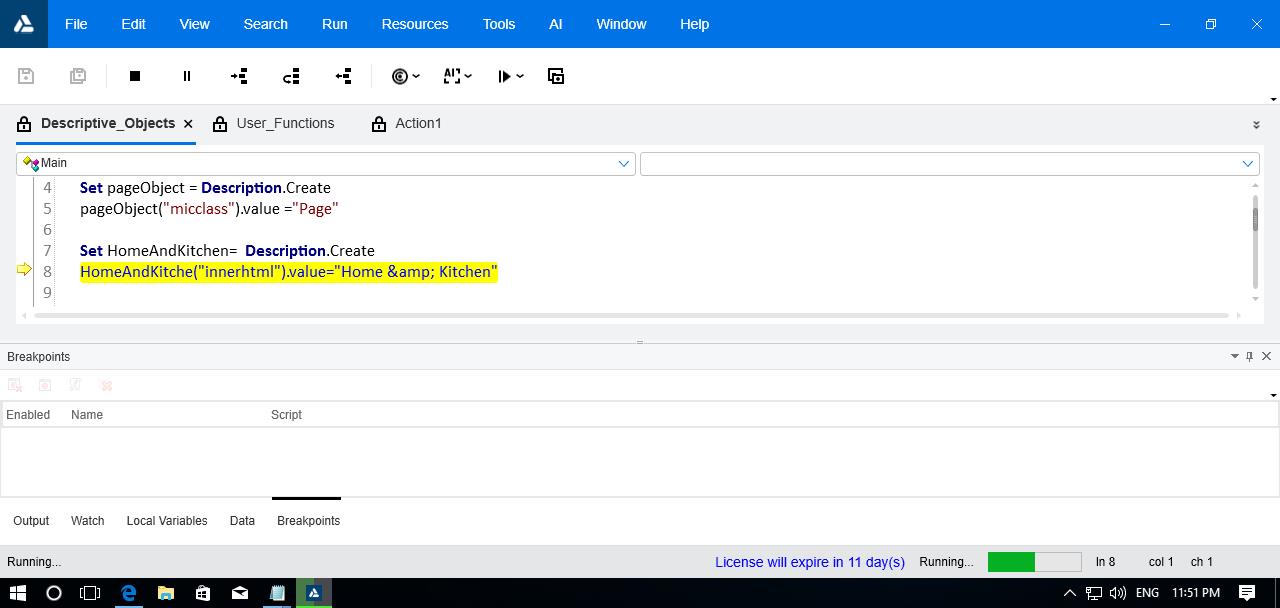 File Edit View Search Run Resources Tools AI Window Help
Descriptive_Objects User_Functions Action1
Main
4 Set pageObject = Description.Create
5 pageObject("micclass").value ="Page"
6
7 Set HomeAndKitchen=  Description.Create
8 HomeAndKitche("innerhtml").value="Home &amp; Kitchen"
9
Breakpoints
Enabled Name Script
Output Watch Local Variables Data Breakpoints
Running... License will expire in 11 day(s) Running... ln 8 col 1 ch 1
ENG 11:51 PM